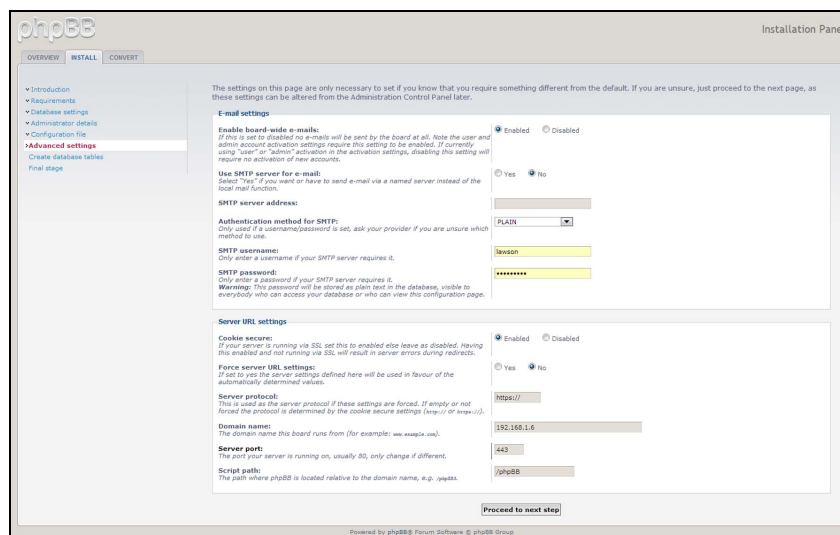 phpBB
Installation Pane
OVERVIEW INSTALL CONVERT
Introduction
Requirements
Database settings
Administrator details
Configuration file
Advanced settings
Create database tables
Final stage
The settings on this page are only necessary to set if you know that you require something different from the default. If you are unsure, just proceed to the next page, as
these settings can be altered from the Administration Control Panel later.
E-mail settings
Enable board-wide e-mails:
If this is set to disabled no e-mails will be sent by the board at all. Note the user and
admin account activation settings require this setting to be enabled. If currently
using "user" or "admin" activation in the activation settings, disabling this setting will
require no activation of new accounts.
Enabled Disabled
Use SMTP server for e-mail:
Select "Yes" if you want or have to send e-mail via a named server instead of the
local mail function.
Yes No
SMTP server address:
Authentication method for SMTP:
Only used if a username/password is set, ask your provider if you are unsure which
method to use.
PLAIN
SMTP username:
Only enter a username if your SMTP server requires it.
lawson
SMTP password:
Only enter a password if your SMTP server requires it.
Warning: This password will be stored as plain text in the database, visible to
everybody who can access your database or who can view this configuration page.
•••••••••
Server URL settings
Cookie secure:
If your server is running via SSL set this to enabled else leave as disabled. Having
this enabled and not running via SSL will result in server errors during redirects.
Enabled Disabled
Force server URL settings:
If set to yes the server settings defined here will be used in favour of the
automatically determined values.
Yes No
Server protocol:
This is used as the server protocol if these settings are forced. If empty or not
forced the protocol is determined by the cookie secure settings (http:// or https://).
https://
Domain name:
The domain name this board runs from (for example: www.example.com).
192.168.1.6
Server port:
The port your server is running on, usually 80, only change if different.
443
Script path:
The path where phpBB is located relative to the domain name, e.g. /phpBB3.
/phpBB
Proceed to next step
Powered by phpBB® Forum Software © phpBB Group